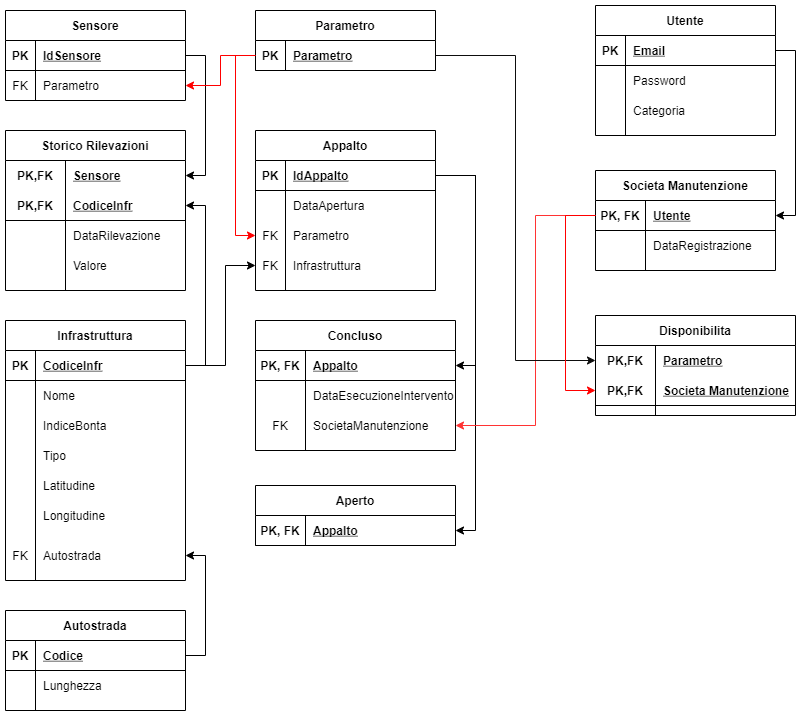 Sensore
PK IdSensore
FK Parametro
Parametro
PK Parametro
Utente
PK Email
Password
Categoria
Storico Rilevazioni
PK,FK Sensore
PK,FK CodiceInfr
DataRilevazione
Valore
Appalto
PK IdAppalto
DataApertura
FK Parametro
FK Infrastruttura
Societa Manutenzione
PK, FK Utente
DataRegistrazione
Infrastruttura
PK CodiceInfr
Nome
IndiceBonta
Tipo
Latitudine
Longitudine
FK Autostrada
Concluso
PK, FK Appalto
DataEsecuzioneIntervento
FK SocietaManutenzione
Disponibilita
PK,FK Parametro
PK,FK Societa Manutenzione
Aperto
PK, FK Appalto
Autostrada
PK Codice
Lunghezza